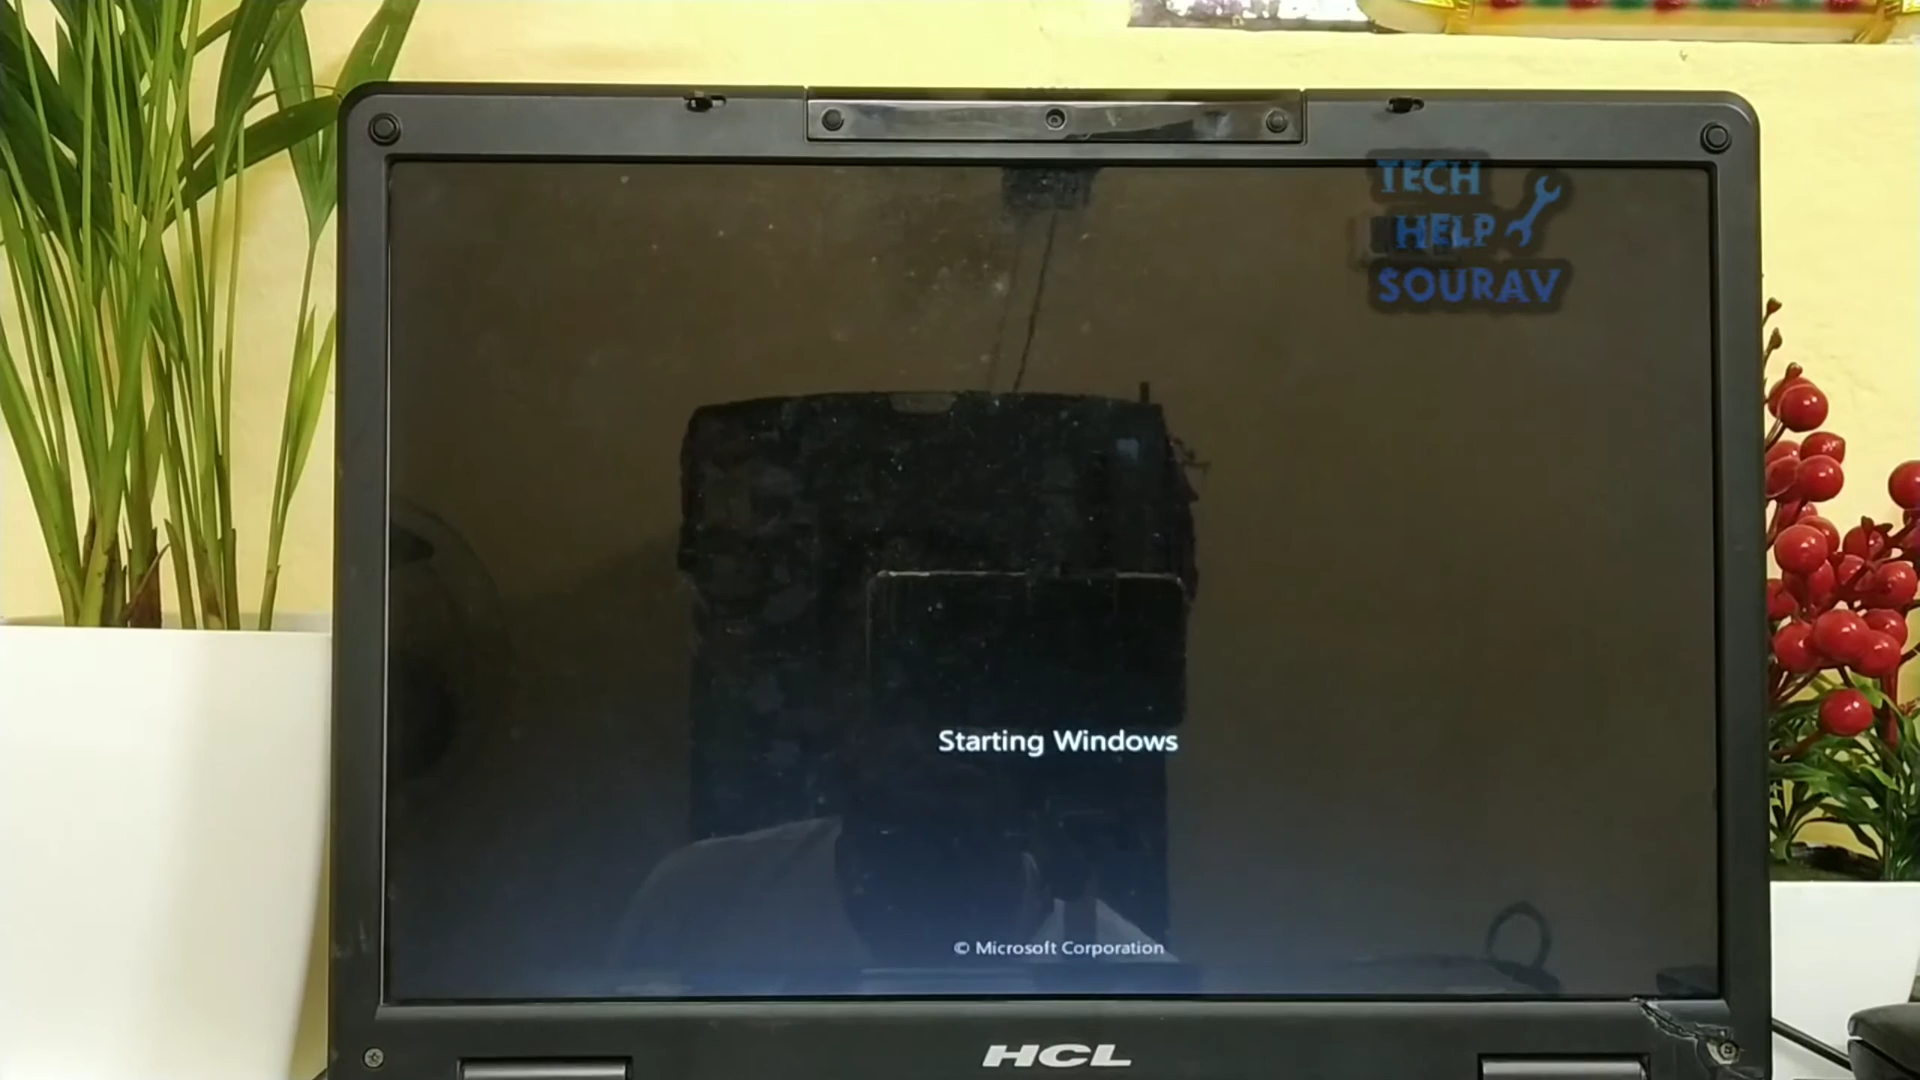 TECH
HELP
SOURAV
Starting Windows
© Microsoft Corporation
HCL